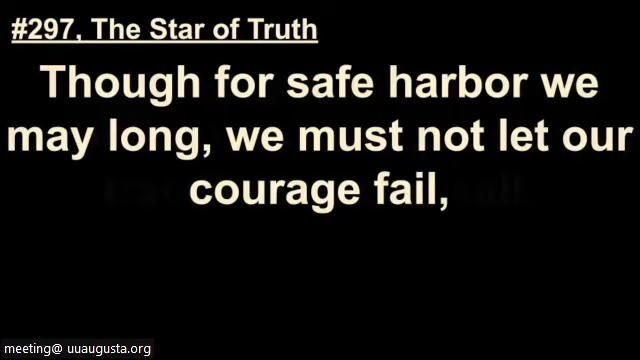 #297, The Star of Truth
Though for safe harbor we
may long, we must not let our
courage fail,
meeting@ uuaugusta.org